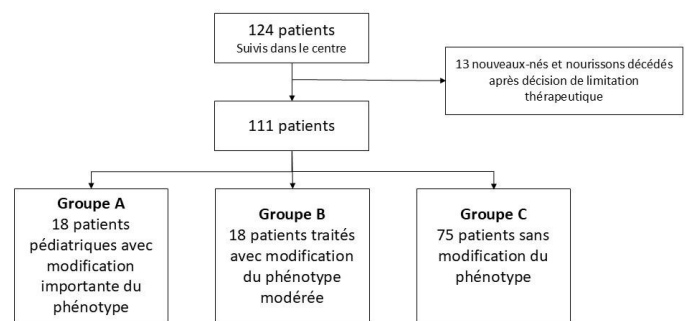 124 patients
Suivis dans le centre
13 nouveaux-nés et nourissons décédés
après décision de limitation
thérapeutique
111 patients
Groupe A
18 patients
pédiatriques avec
modification
importante du
phénotype
Groupe B
18 patients traités
avec modification
du phénotype
modérée
Groupe C
75 patients sans
modification du
phénotype